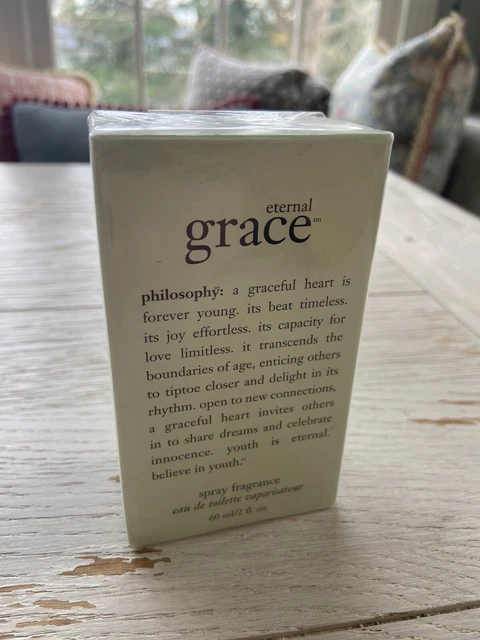 eternal
grace™
philosophy: a graceful heart is
forever young. its beat timeless.
its joy effortless. its capacity for
love limitless. it transcends the
boundaries of age, enticing others
to tiptoe closer and delight in its
rhythm. open to new connections,
a graceful heart invites others
in to share dreams and celebrate
innocence. youth is eternal.
believe in youth.™
spray fragrance
eau de toilette vaporisateur
60 ml/2 fl. oz.